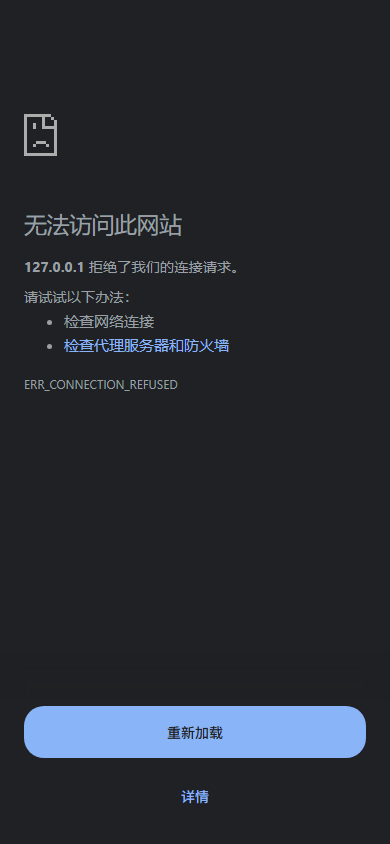 无法访问此网站
127.0.0.1 拒绝了我们的连接请求。
请试试以下办法：
检查网络连接
检查代理服务器和防火墙
ERR_CONNECTION_REFUSED
重新加载
详情